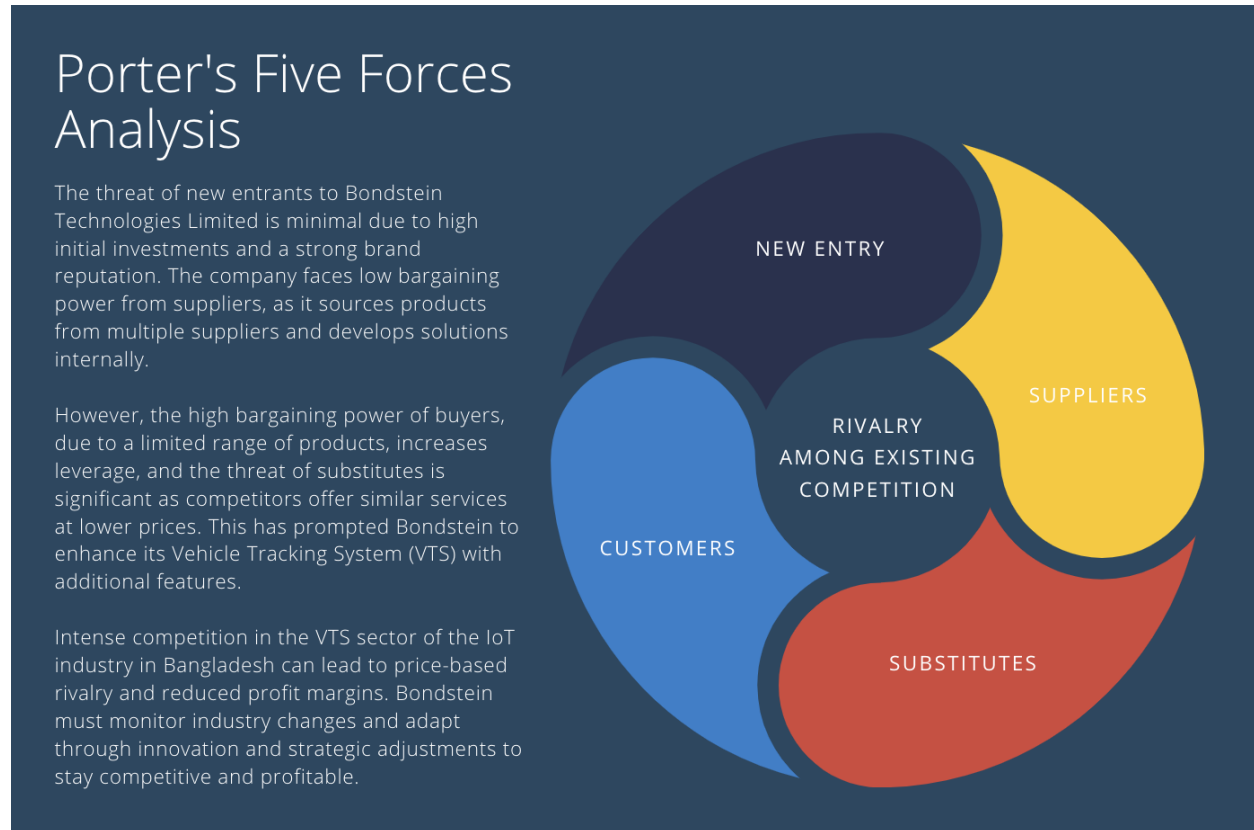 Porter's Five Forces
Analysis
The threat of new entrants to Bondstein
Technologies Limited is minimal due to high
initial investments and a strong brand
reputation. The company faces low bargaining
power from suppliers, as it sources products
from multiple suppliers and develops solutions
internally.
However, the high bargaining power of buyers,
due to a limited range of products, increases
leverage, and the threat of substitutes is
significant as competitors offer similar services
at lower prices. This has prompted Bondstein to
enhance its Vehicle Tracking System (VTS) with
additional features.
Intense competition in the VTS sector of the IoT
industry in Bangladesh can lead to price-based
rivalry and reduced profit margins. Bondstein
must monitor industry changes and adapt
through innovation and strategic adjustments to
stay competitive and profitable.
NEW ENTRY
SUPPLIERS
RIVALRY
AMONG EXISTING
COMPETITION
CUSTOMERS
SUBSTITUTES